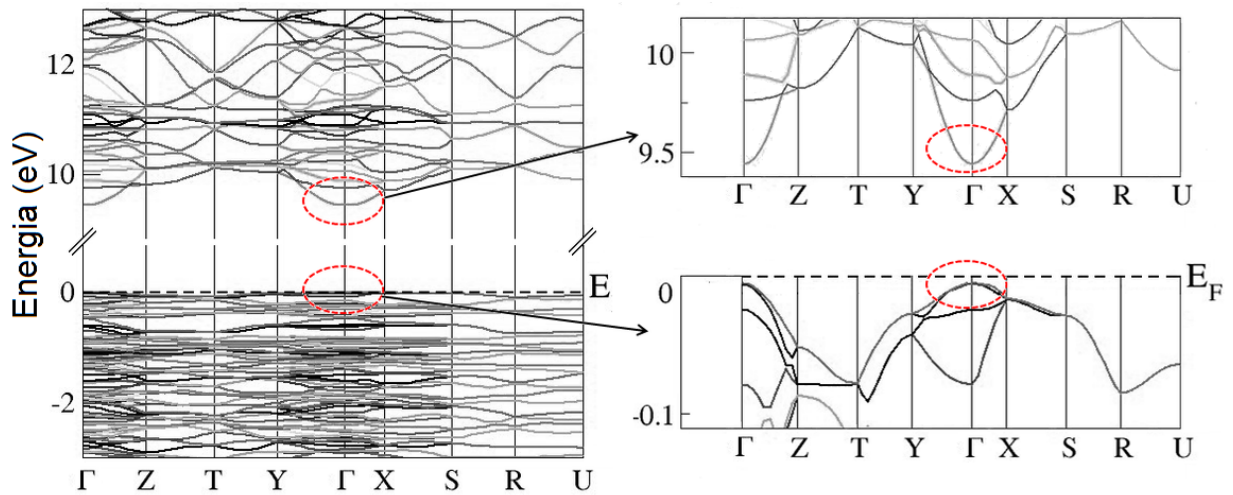 Energia (eV)
12
10
0
-2
E
Γ Z T Y Γ X S R U
10
9.5
Γ Z T Y Γ X S R U
0
-0.1
E_F
Γ Z T Y Γ X S R U